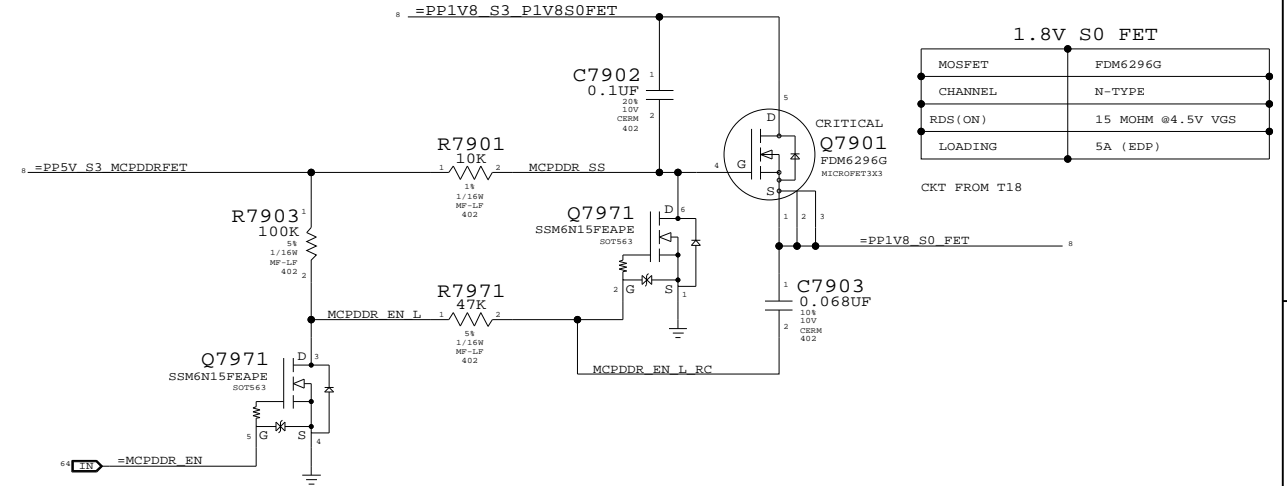 8 =PP1V8_S3_P1V8S0FET
1.8V S0 FET
MOSFET FDM6296G
CHANNEL N-TYPE
RDS(ON) 15 MOHM @4.5V VGS
LOADING 5A (EDP)
CKT FROM T18
C7902
0.1UF
20%
10V
CERM
402
1
2
5
D
CRITICAL
Q7901
FDM6296G
MICROFET3X3
4
G
S
1 2 3
8 =PP5V_S3_MCPDDRFET
R7901
10K
1 2
1%
1/16W
MF-LF
402
MCPDDR_SS
R7903
100K
5%
1/16W
MF-LF
402
1
2
Q7971
SSM6N15FEAPE
SOT563
D 6
2 G S 1
=PP1V8_S0_FET 8
C7903
0.068UF
10%
10V
CERM
402
1
2
MCPDDR_EN_L
R7971
47K
1 2
5%
1/16W
MF-LF
402
MCPDDR_EN_L_RC
Q7971
SSM6N15FEAPE
SOT563
D 3
5 G S 4
64 IN =MCPDDR_EN